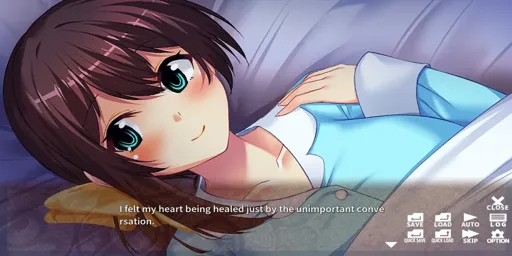 I felt my heart being healed just by the unimportant conve
rsation.
CLOSE
SAVE LOAD AUTO LOG
QUICK SAVE QUICK LOAD SKIP OPTION